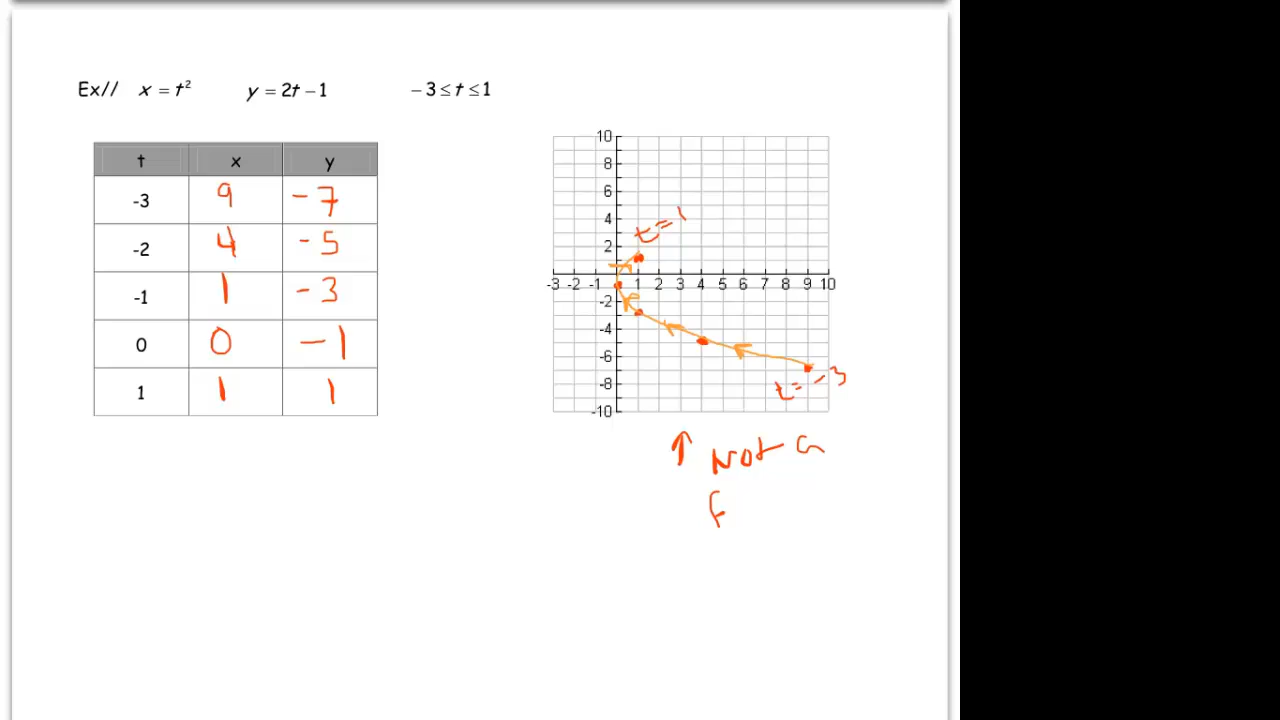 Ex// x = t² y = 2t − 1 − 3 ≤ t ≤ 1
t x y
-3 9 -7
-2 4 -5
-1 1 -3
0 0 -1
1 1 1
10
8
6
4
t=1
2
-3 -2 -1 1 2 3 4 5 6 7 8 9 10
-2
-4
-6
-8
t=-3
-10
↑ Not a
F